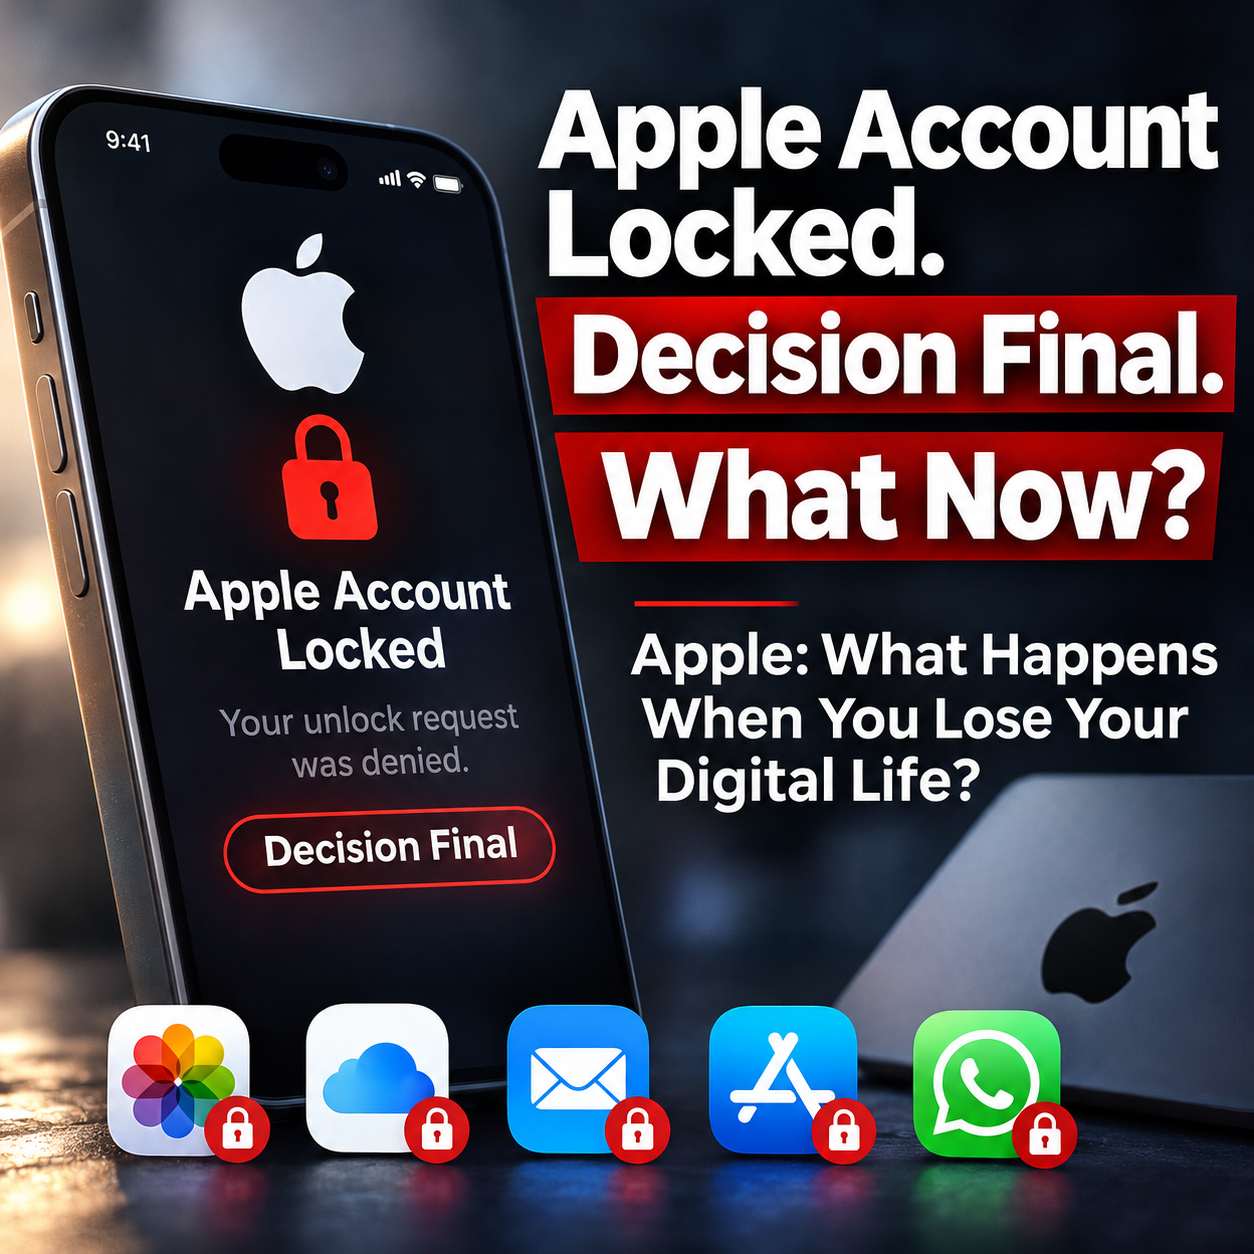 9:41
Apple Account
Locked
Your unlock request
was denied.
Decision Final
Apple Account
Locked.
Decision Final.
What Now?
Apple: What Happens
When You Lose Your
Digital Life?